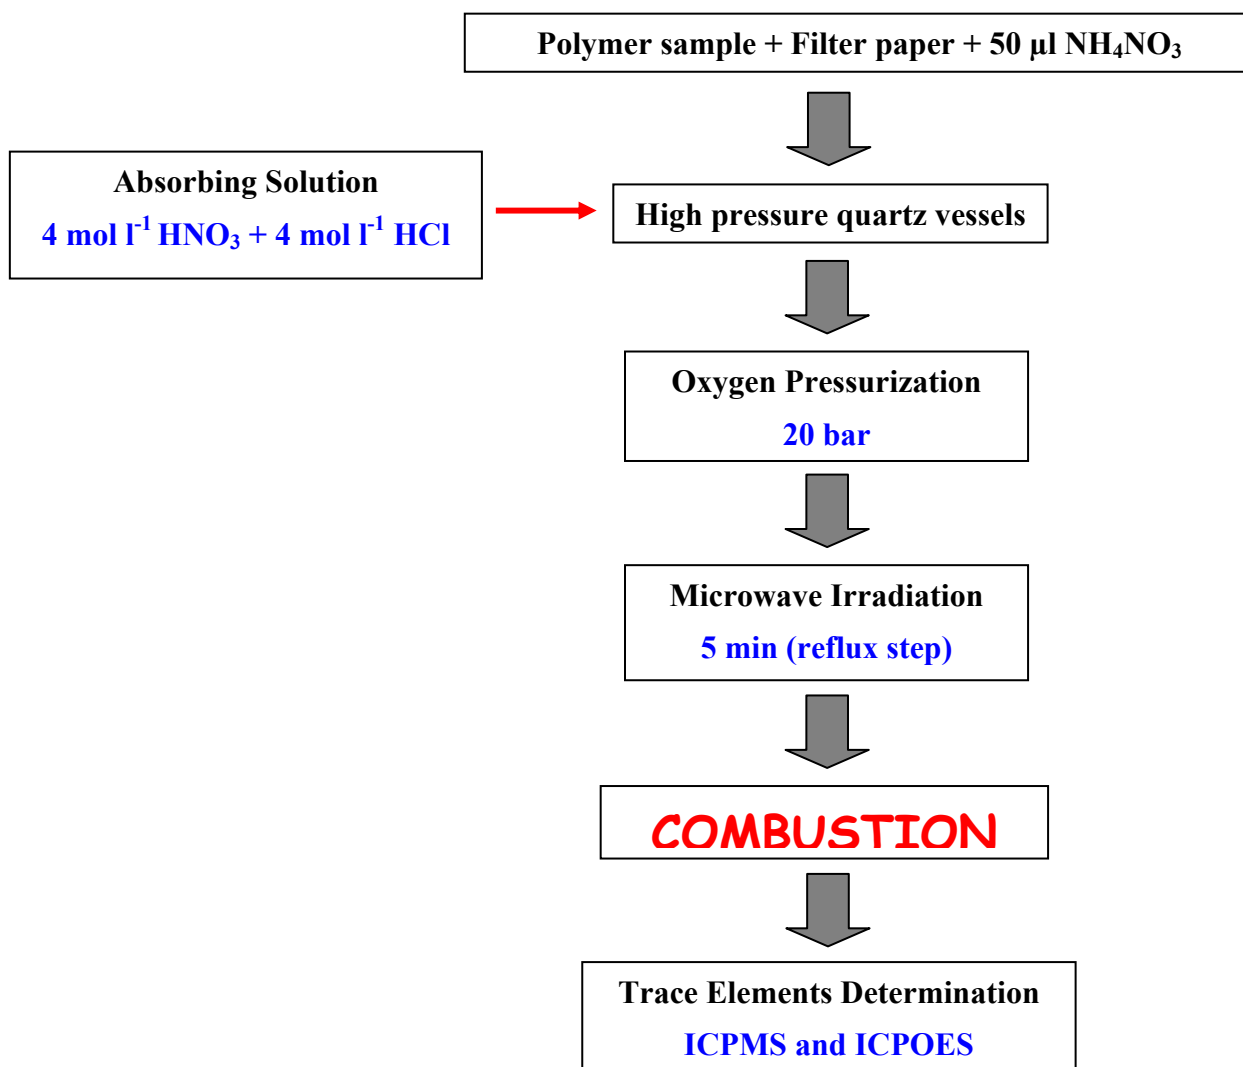 Polymer sample + Filter paper + 50 µl NH₄NO₃
Absorbing Solution
4 mol l⁻¹ HNO₃ + 4 mol l⁻¹ HCl
High pressure quartz vessels
Oxygen Pressurization
20 bar
Microwave Irradiation
5 min (reflux step)
COMBUSTION
Trace Elements Determination
ICPMS and ICPOES